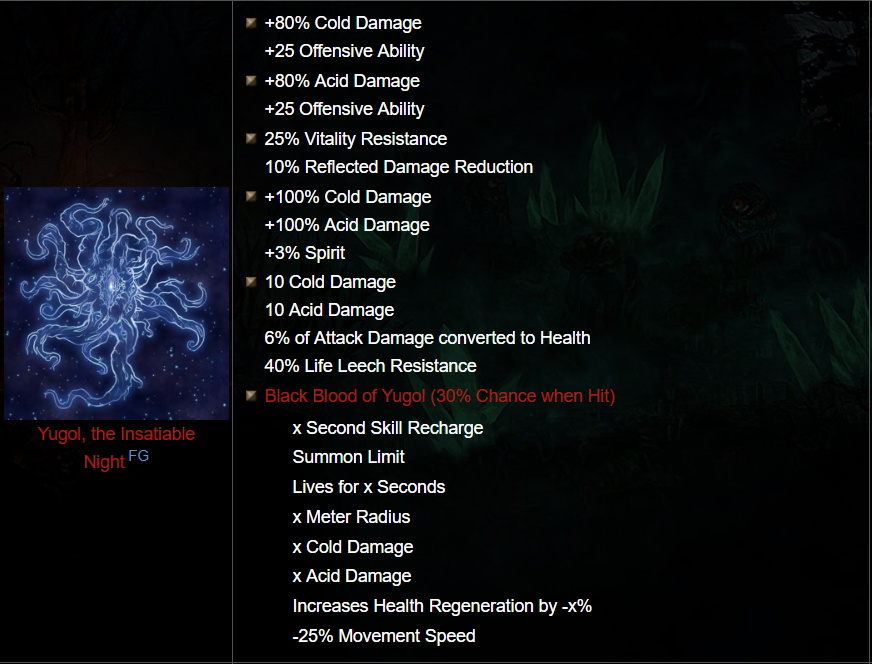 +80% Cold Damage
+25 Offensive Ability
+80% Acid Damage
+25 Offensive Ability
25% Vitality Resistance
10% Reflected Damage Reduction
+100% Cold Damage
+100% Acid Damage
+3% Spirit
10 Cold Damage
10 Acid Damage
6% of Attack Damage converted to Health
40% Life Leech Resistance
Black Blood of Yugol (30% Chance when Hit)
x Second Skill Recharge
Summon Limit
Lives for x Seconds
x Meter Radius
x Cold Damage
x Acid Damage
Increases Health Regeneration by -x%
-25% Movement Speed
Yugol, the Insatiable
Night FG